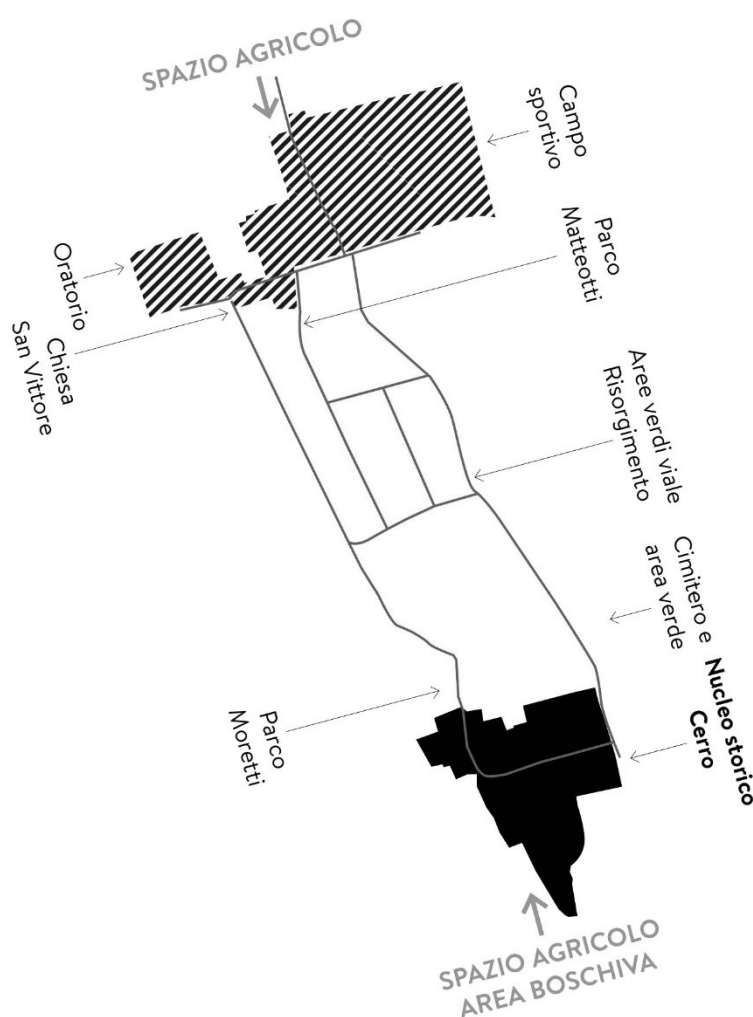 SPAZIO AGRICOLO
Campo
sportivo
Parco
Matteotti
Oratorio
Chiesa
San Vittore
Aree verdi viale
Risorgimento
Cimitero e
area verde
Nucleo storico
Cerro
Parco
Moretti
SPAZIO AGRICOLO
AREA BOSCHIVA